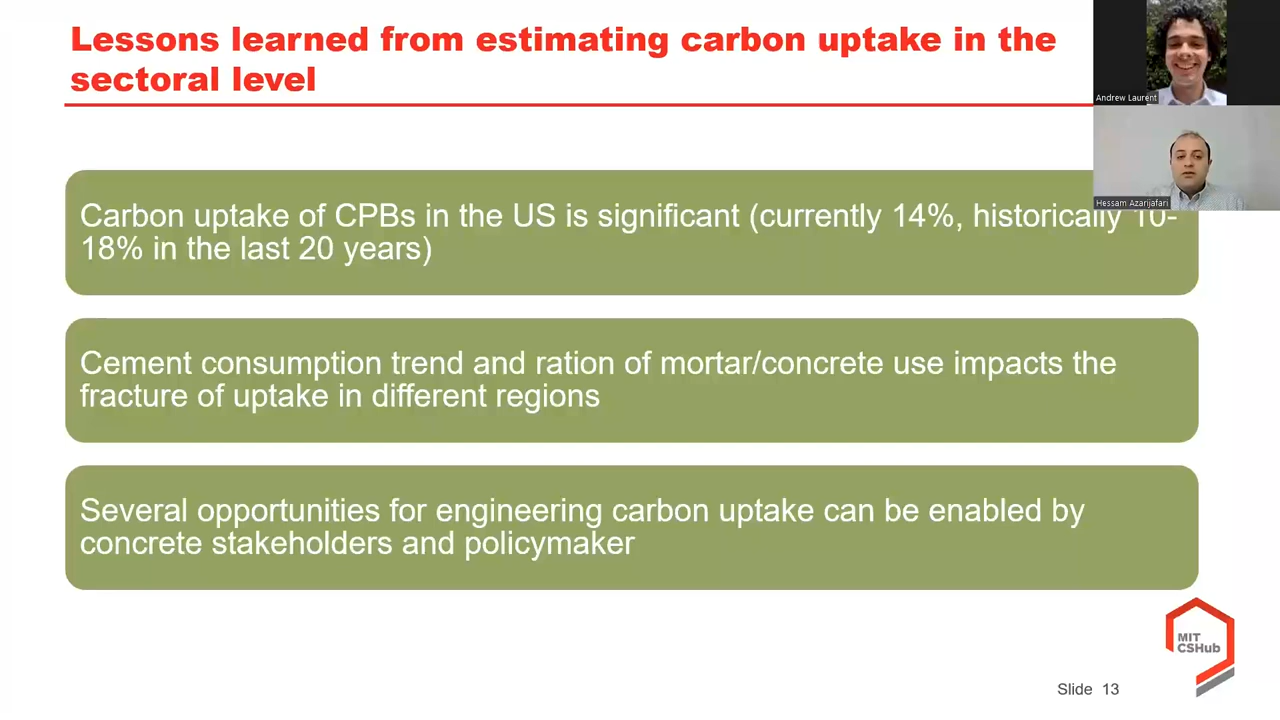 Lessons learned from estimating carbon uptake in the
sectoral level
Andrew Laurent
Hessam Azarijafari
Carbon uptake of CPBs in the US is significant (currently 14%, historically 10-
18% in the last 20 years)
Cement consumption trend and ration of mortar/concrete use impacts the
fracture of uptake in different regions
Several opportunities for engineering carbon uptake can be enabled by
concrete stakeholders and policymaker
MIT
CSHub
Slide 13